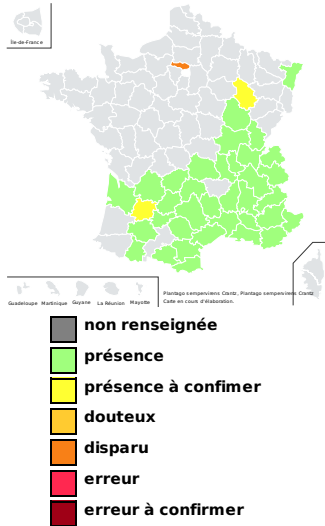 Île-de-France
Guadeloupe Martinique Guyane La Réunion Mayotte
Plantago sempervirens Crantz, Plantago sempervirens Crantz
Carte en cours d'élaboration.
non renseignée
présence
présence à confimer
douteux
disparu
erreur
erreur à confirmer